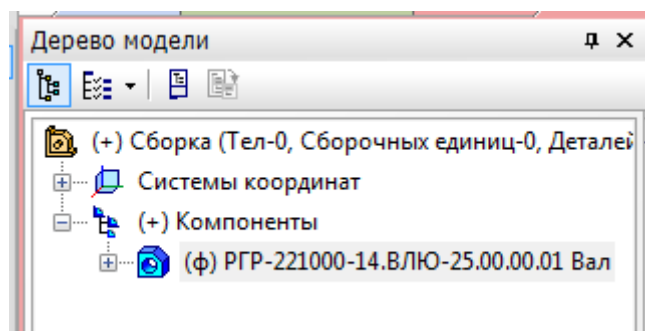 Дерево модели
(+) Сборка (Тел-0, Сборочных единиц-0, Деталей
Системы координат
(+) Компоненты
(ф) РГР-221000-14.ВЛЮ-25.00.00.01 Вал